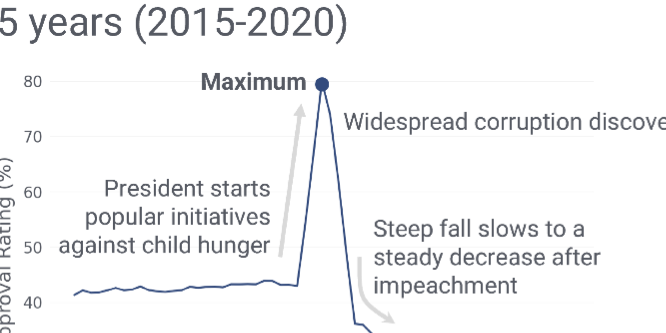 5 years (2015-2020)
80
Maximum
Widespread corruption discove
70
60
President starts
popular initiatives
against child hunger
Steep fall slows to a
steady decrease after
impeachment
50
40
pproval Rating (%)